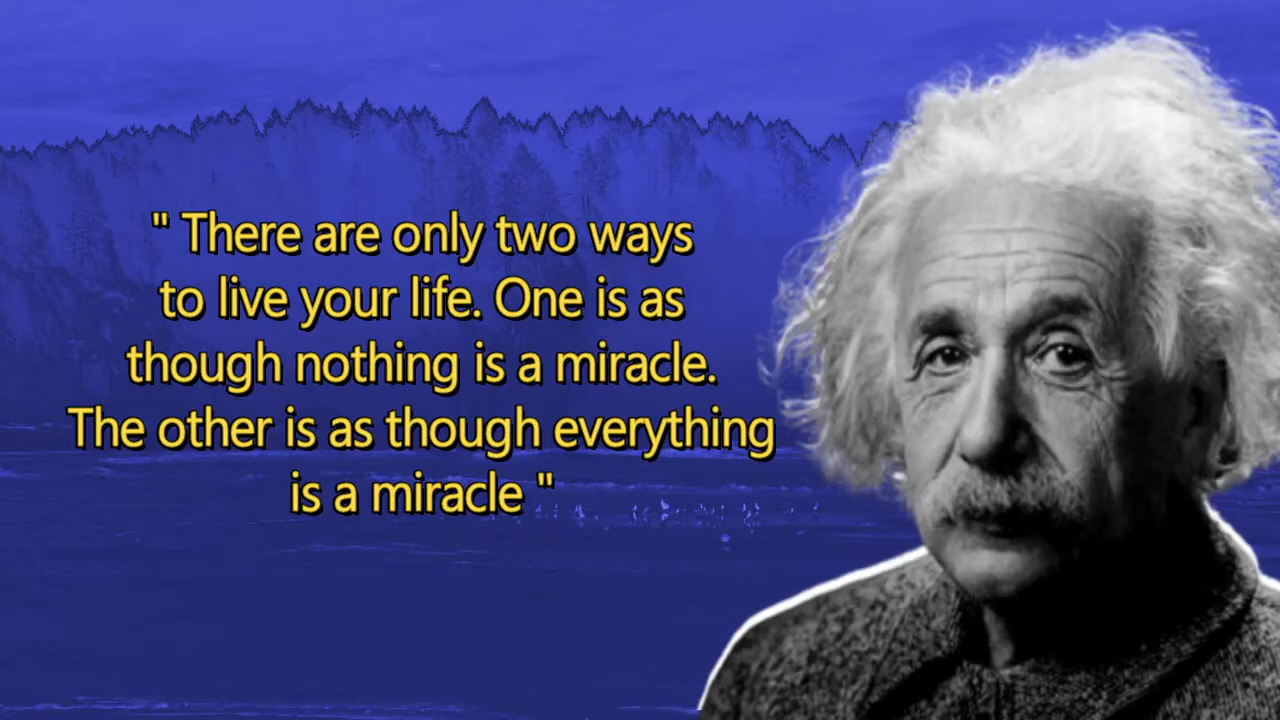 " There are only two ways
to live your life. One is as
though nothing is a miracle.
The other is as though everything
is a miracle "